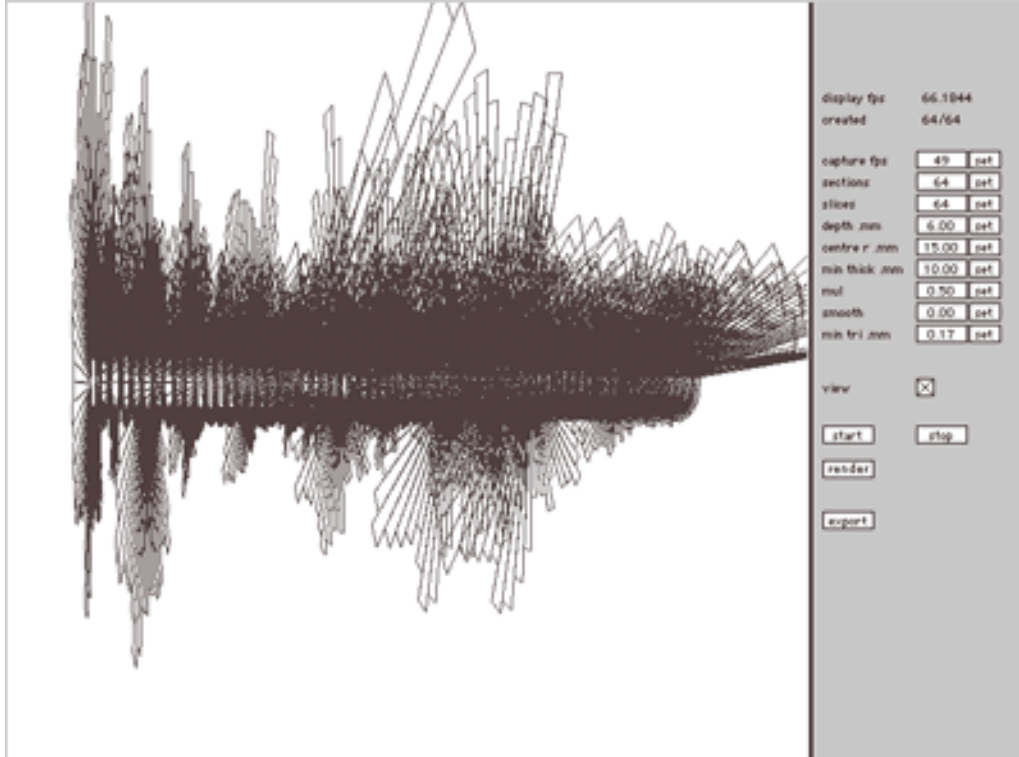 display fps 66.1844
created 64/64
capture fps 49 set
sections 64 set
slices 64 set
depth .mm 6.00 set
centre r .mm 15.00 set
min thick .mm 10.00 set
mul 0.50 set
smooth 0.00 set
min tri .mm 0.17 set
view
start stop
render
export